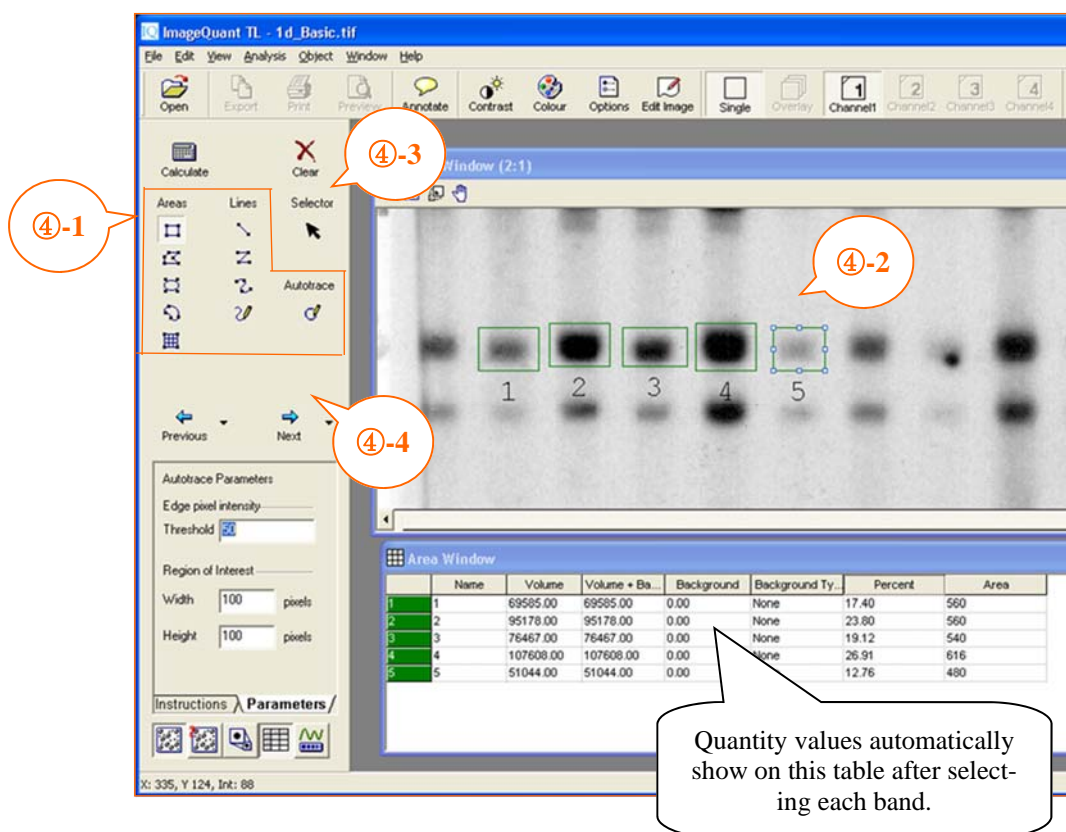 ImageQuant TL - 1d_Basic.tif
File Edit View Analysis Object Window Help
Open Export Print Preview Annotate Contrast Colour Options Edit Image Single Overlay Channel1 Channel2 Channel3 Channel4
1 2 3 4
Calculate Clear
④-3
Window (2:1)
④-1
Areas Lines Selector
④-2
Autotrace
1 2 3 4 5
④-4
Previous Next
Autotrace Parameters
Edge pixel intensity
Threshold 50
Region of Interest
Width 100 pixels
Height 100 pixels
Instructions Parameters
Area Window
Name Volume Volume + Ba... Background Background Ty... Percent Area
1 1 69585.00 69585.00 0.00 None 17.40 560
2 2 95178.00 95178.00 0.00 None 23.80 560
3 3 76467.00 76467.00 0.00 None 19.12 540
4 4 107608.00 107608.00 0.00 None 26.91 616
5 5 51044.00 51044.00 0.00 None 12.76 480
Quantity values automatically
show on this table after select-
ing each band.
X: 335, Y 124, Int: 88